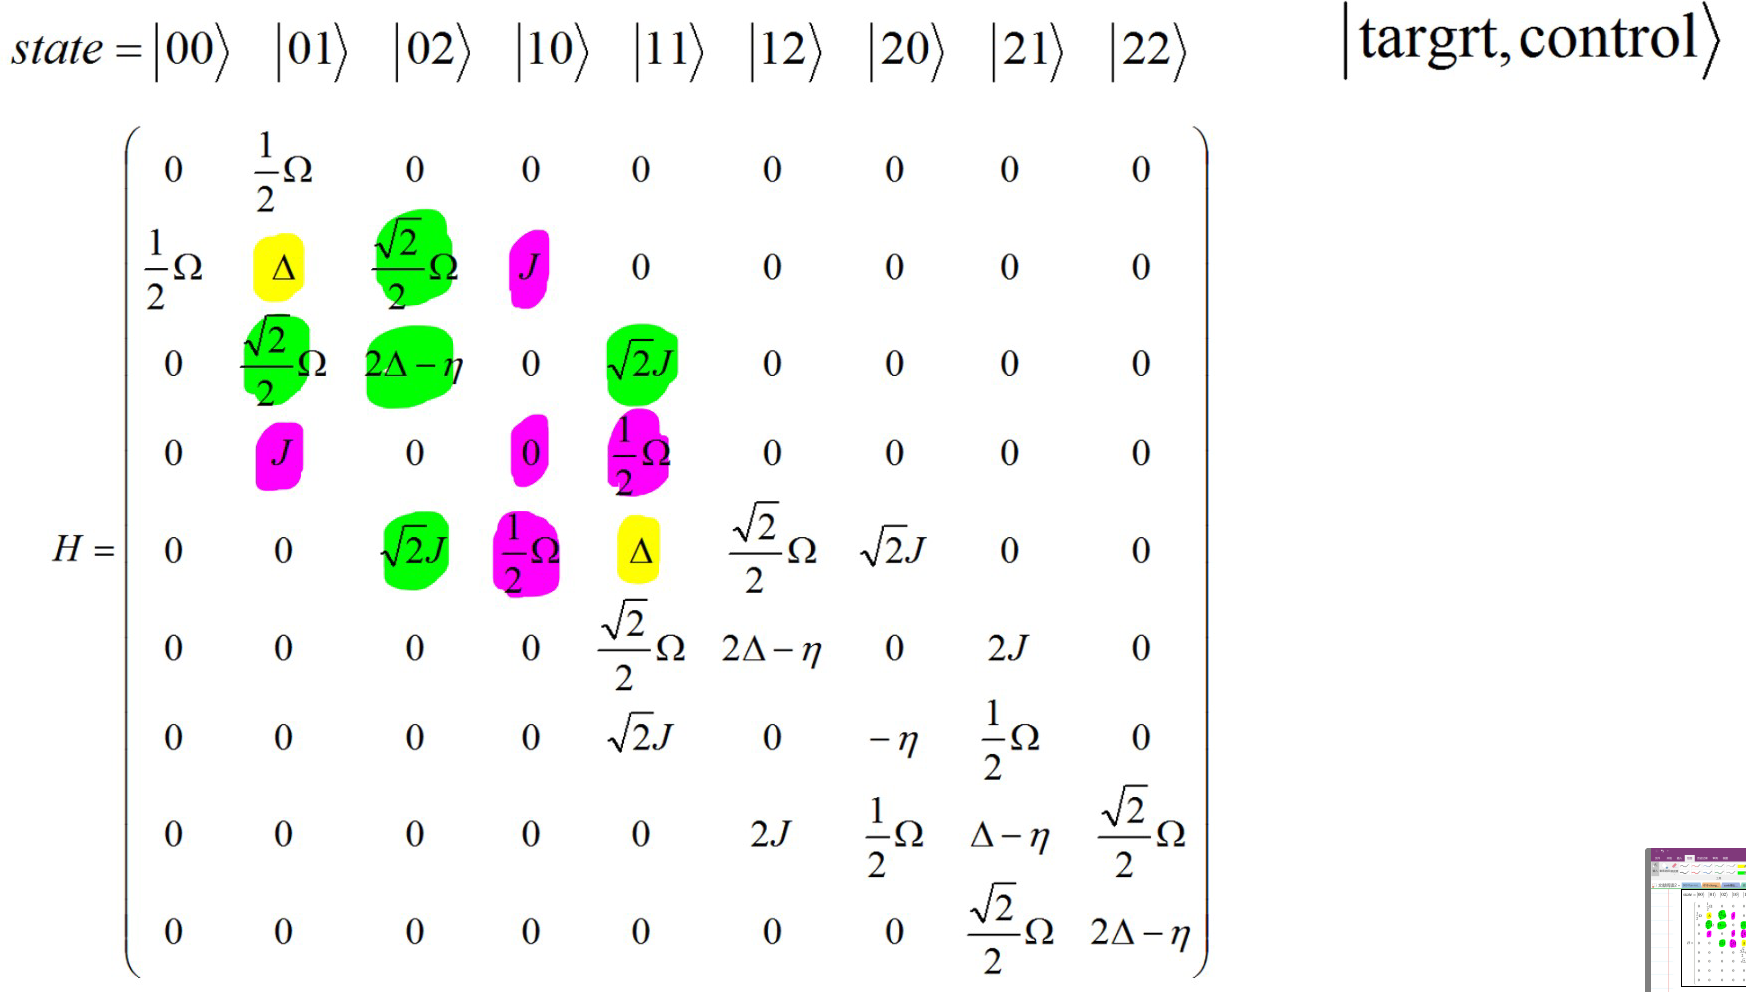 state = |00⟩ |01⟩ |02⟩ |10⟩ |11⟩ |12⟩ |20⟩ |21⟩ |22⟩ |targrt, control⟩
0 1/2Ω 0 0 0 0 0 0 0
1/2Ω Δ √2/2Ω J 0 0 0 0 0
0 √2/2Ω 2Δ−η 0 √2J 0 0 0 0
0 J 0 0 1/2Ω 0 0 0 0
H = 0 0 √2J 1/2Ω Δ √2/2Ω √2J 0 0
0 0 0 0 √2/2Ω 2Δ−η 0 2J 0
0 0 0 0 √2J 0 −η 1/2Ω 0
0 0 0 0 0 2J 1/2Ω Δ−η √2/2Ω
0 0 0 0 0 0 0 √2/2Ω 2Δ−η